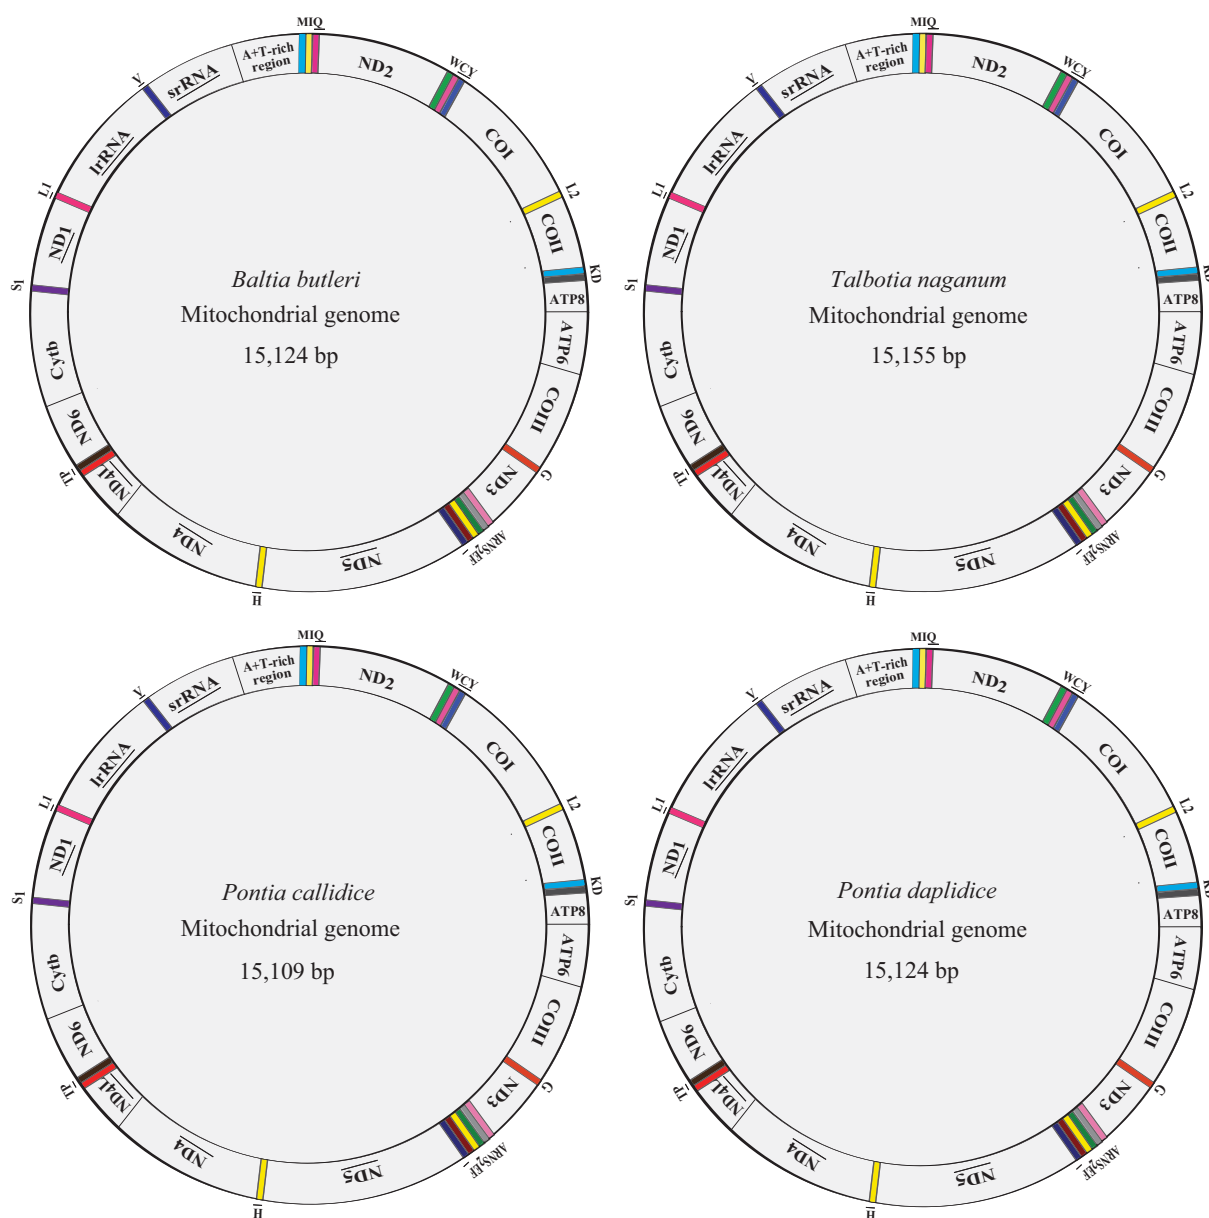 MIQ
ND2
WCY
COI
L2
COII
KD
ATP8
ATP6
COIII
G
ND3
ARNS2EF
ND5
H
ND4
ND4L
TP
ND6
Cytb
S1
ND1
L1
lrRNA
V
srRNA
A+T-rich
region
Baltia butleri
Mitochondrial genome
15,124 bp
MIQ
ND2
WCY
COI
L2
COII
KD
ATP8
ATP6
COIII
G
ND3
ARNS2EF
ND5
H
ND4
ND4L
TP
ND6
Cytb
S1
ND1
L1
lrRNA
V
srRNA
A+T-rich
region
Talbotia naganum
Mitochondrial genome
15,155 bp
MIQ
ND2
WCY
COI
L2
COII
KD
ATP8
ATP6
COIII
G
ND3
ARNS2EF
ND5
H
ND4
ND4L
TP
ND6
Cytb
S1
ND1
L1
lrRNA
V
srRNA
A+T-rich
region
Pontia callidice
Mitochondrial genome
15,109 bp
MIQ
ND2
WCY
COI
L2
COII
KD
ATP8
ATP6
COIII
G
ND3
ARNS2EF
ND5
H
ND4
ND4L
TP
ND6
Cytb
S1
ND1
L1
lrRNA
V
srRNA
A+T-rich
region
Pontia daplidice
Mitochondrial genome
15,124 bp